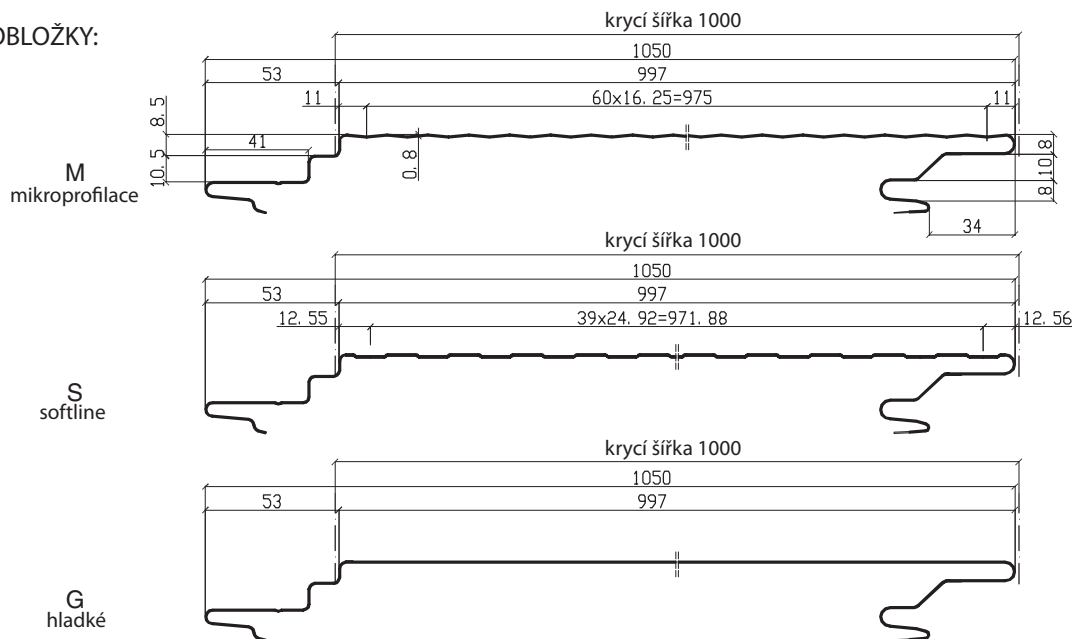 OBLOŽKY:
krycí šířka 1000
1050
53
997
11
60x16. 25=975
11
8. 5
41
10. 5
0. 8
8
10
8
34
M
mikroprofilace
krycí šířka 1000
1050
53
997
12. 55
39x24. 92=971. 88
12. 56
S
softline
krycí šířka 1000
1050
53
997
G
hladké